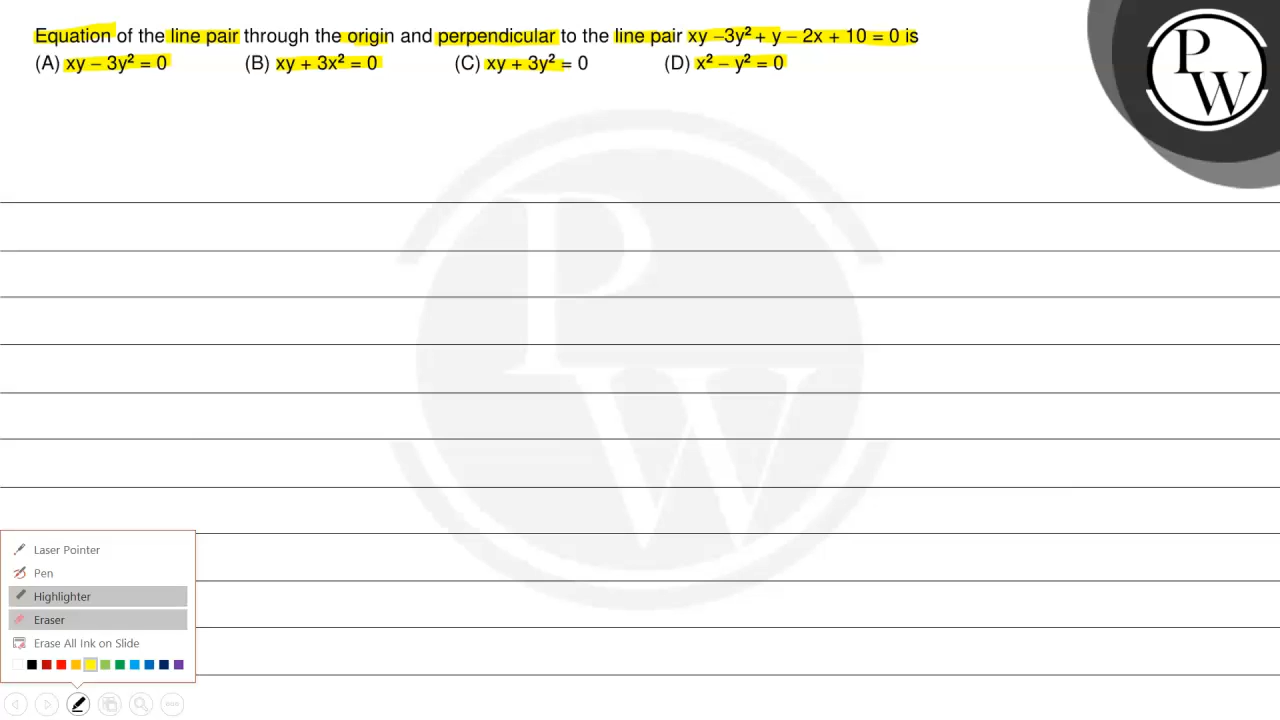 Equation of the line pair through the origin and perpendicular to the line pair xy –3y² + y – 2x + 10 = 0 is
(A) xy – 3y² = 0 (B) xy + 3x² = 0 (C) xy + 3y² = 0 (D) x² – y² = 0
PW
PW
Laser Pointer
Pen
Highlighter
Eraser
Erase All Ink on Slide